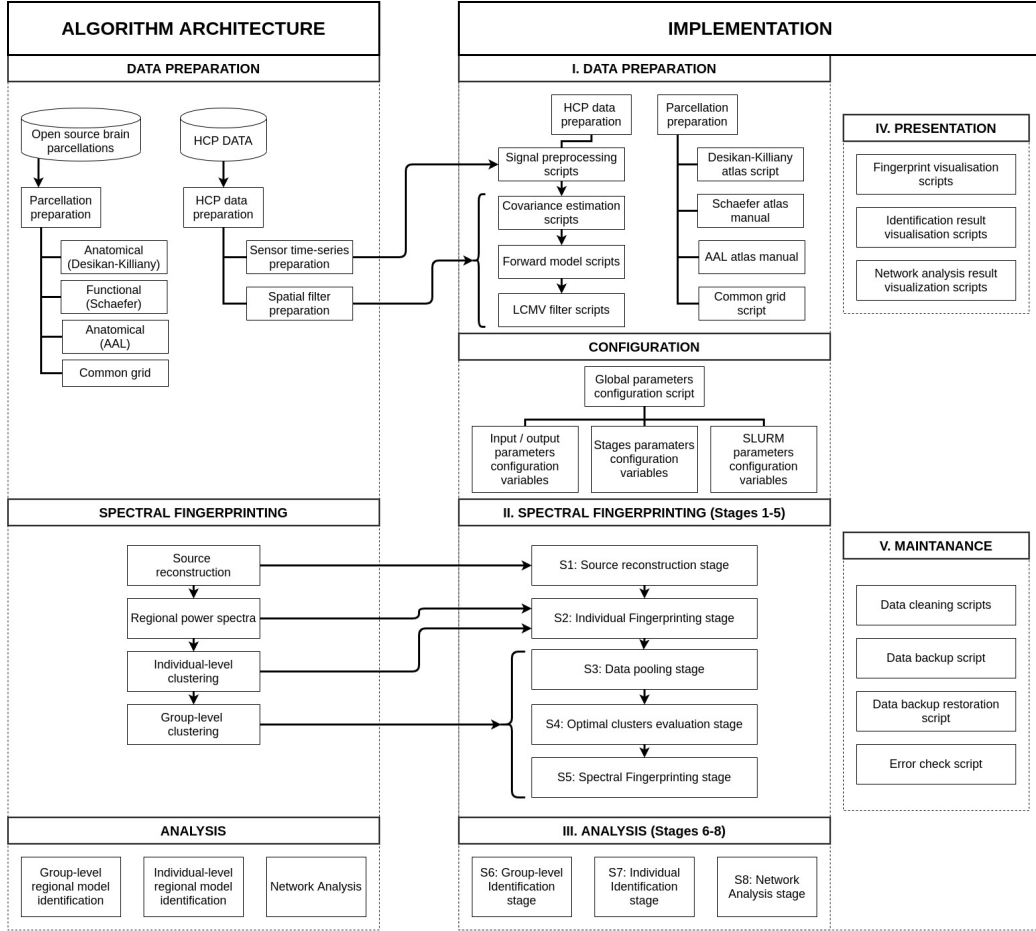 ALGORITHM ARCHITECTURE
DATA PREPARATION
Open source brain
parcellations
HCP DATA
Parcellation
preparation
HCP data
preparation
Anatomical
(Desikan-Killiany)
Functional
(Schaefer)
Anatomical
(AAL)
Common grid
Sensor time-series
preparation
Spatial filter
preparation
SPECTRAL FINGERPRINTING
Source
reconstruction
Regional power spectra
Individual-level
clustering
Group-level
clustering
ANALYSIS
Group-level
regional model
identification
Individual-level
regional model
identification
Network Analysis
IMPLEMENTATION
I. DATA PREPARATION
HCP data
preparation
Signal preprocessing
scripts
Covariance estimation
scripts
Forward model scripts
LCMV filter scripts
Parcellation
preparation
Desikan-Killiany
atlas script
Schaefer atlas
manual
AAL atlas manual
Common grid
script
CONFIGURATION
Global parameters
configuration script
Input / output
parameters
configuration
variables
Stages paramaters
configuration
variables
SLURM
parameters
configuration
variables
II. SPECTRAL FINGERPRINTING (Stages 1-5)
S1: Source reconstruction stage
S2: Individual Fingerprinting stage
S3: Data pooling stage
S4: Optimal clusters evaluation stage
S5: Spectral Fingerprinting stage
III. ANALYSIS (Stages 6-8)
S6: Group-level
Identification
stage
S7: Individual
Identification
stage
S8: Network
Analysis stage
IV. PRESENTATION
Fingerprint visualisation
scripts
Identification result
visualisation scripts
Network analysis result
visualization scripts
V. MAINTANANCE
Data cleaning scripts
Data backup script
Data backup restoration
script
Error check script